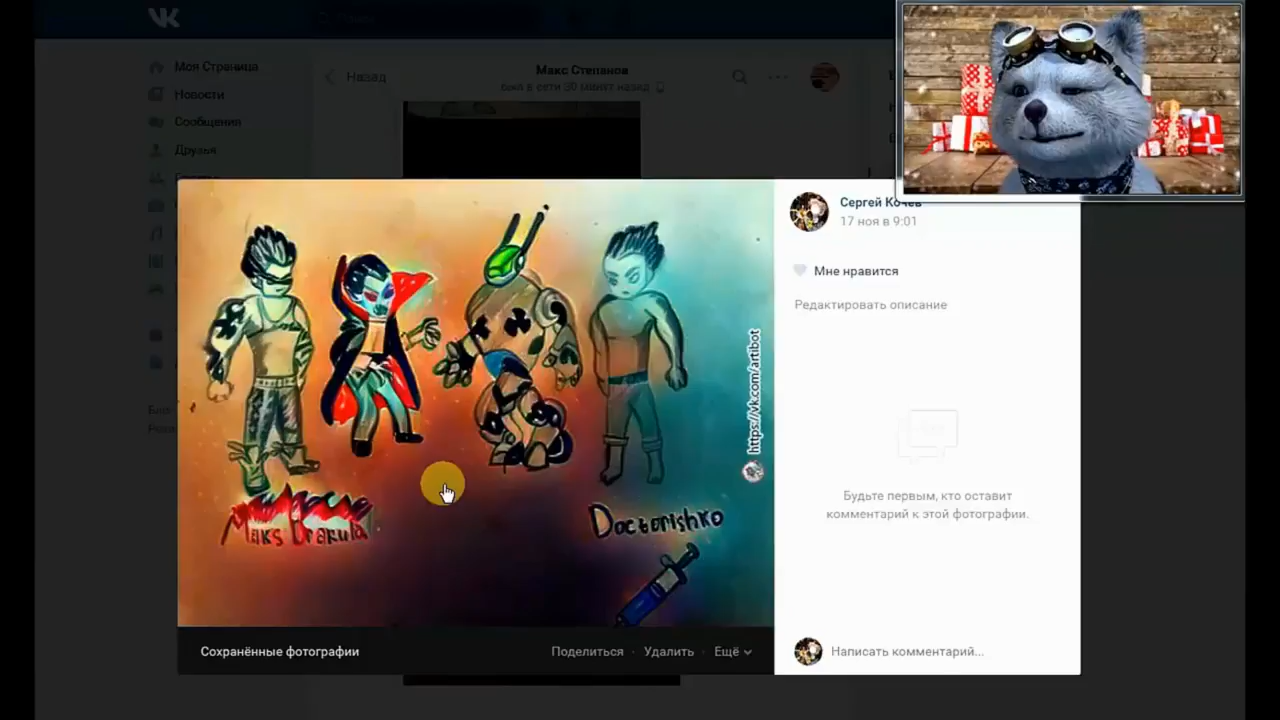 Моя Страница
Новости
Сообщения
Друзья
Назад
Макс Степанов
был в сети 30 минут назад
Сергей Кочев
17 ноя в 9:01
Мне нравится
Редактировать описание
https://vk.com/artibot
Maks Drakula
Doctorishko
Будьте первым, кто оставит
комментарий к этой фотографии.
Сохранённые фотографии
Поделиться · Удалить · Ещё
Написать комментарий...